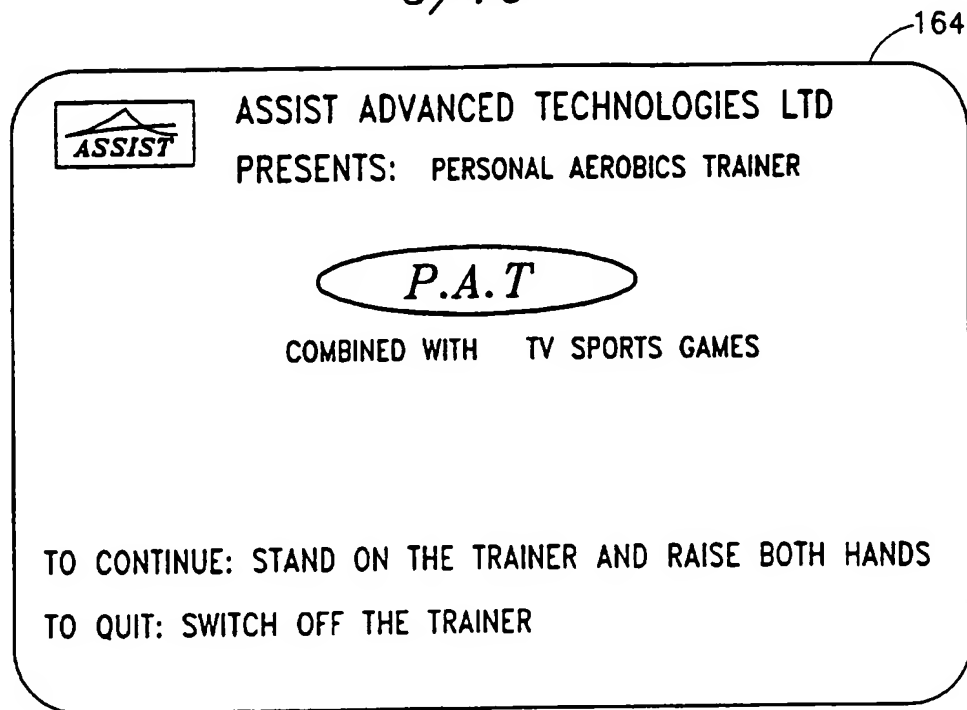 164
ASSIST
ASSIST ADVANCED TECHNOLOGIES LTD
PRESENTS: PERSONAL AEROBICS TRAINER
P.A.T
COMBINED WITH TV SPORTS GAMES
TO CONTINUE: STAND ON THE TRAINER AND RAISE BOTH HANDS
TO QUIT: SWITCH OFF THE TRAINER